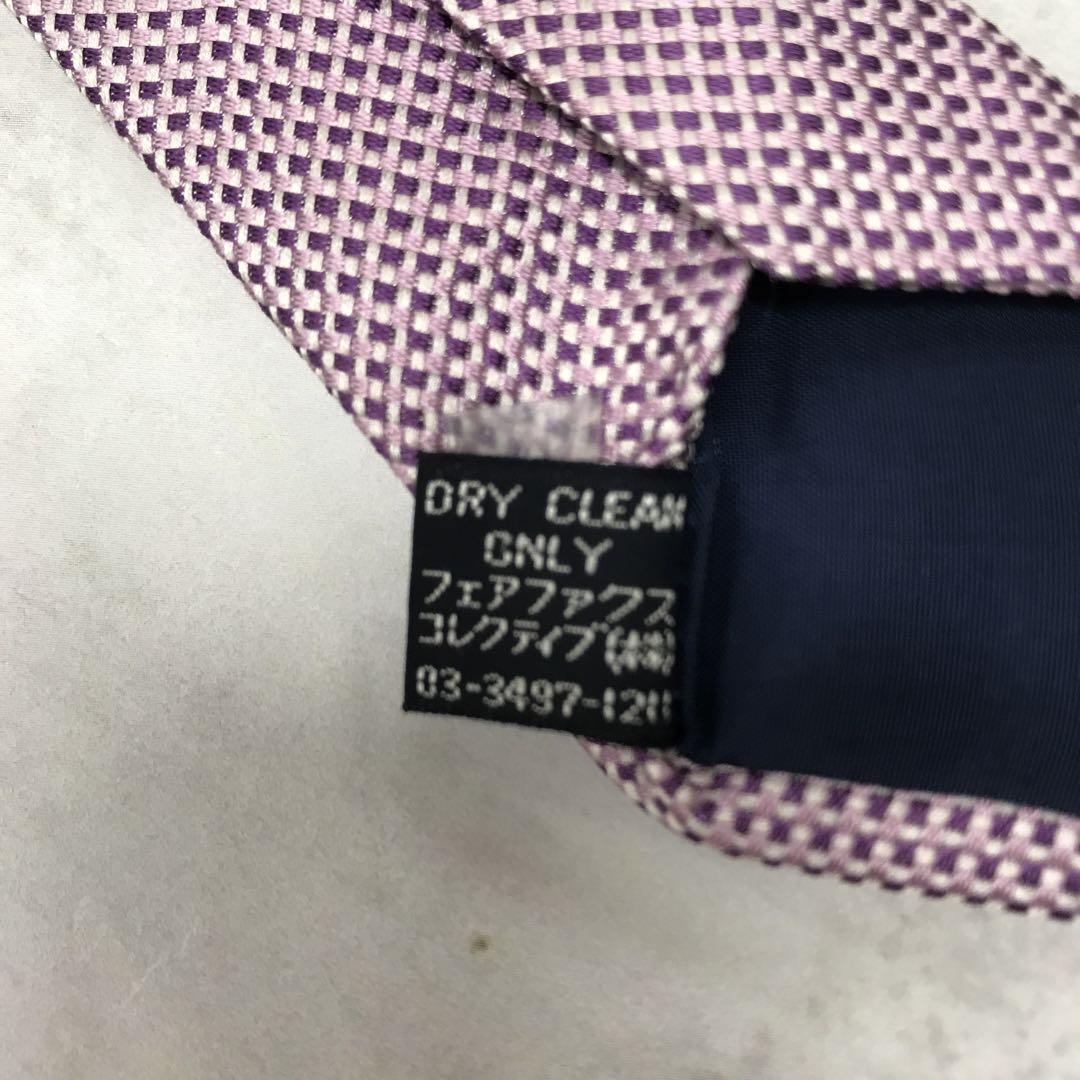 DRY CLEAN
ONLY
フェアファクス
コレクティブ(株)
03-3497-128